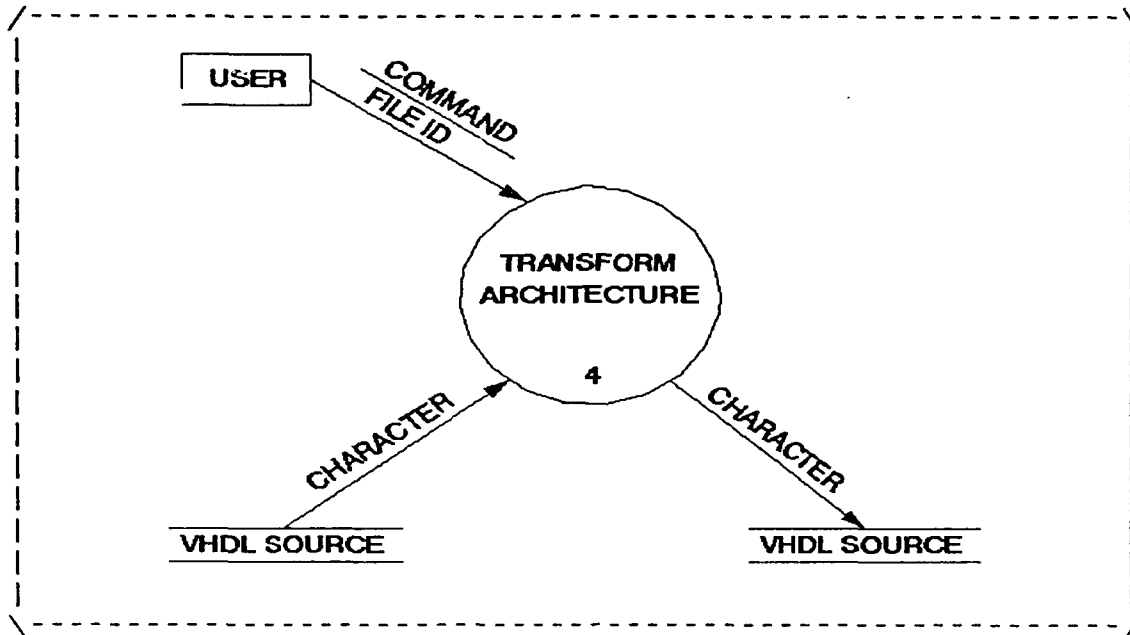 USER
COMMAND
FILE ID
TRANSFORM
ARCHITECTURE
4
CHARACTER
CHARACTER
VHDL SOURCE
VHDL SOURCE